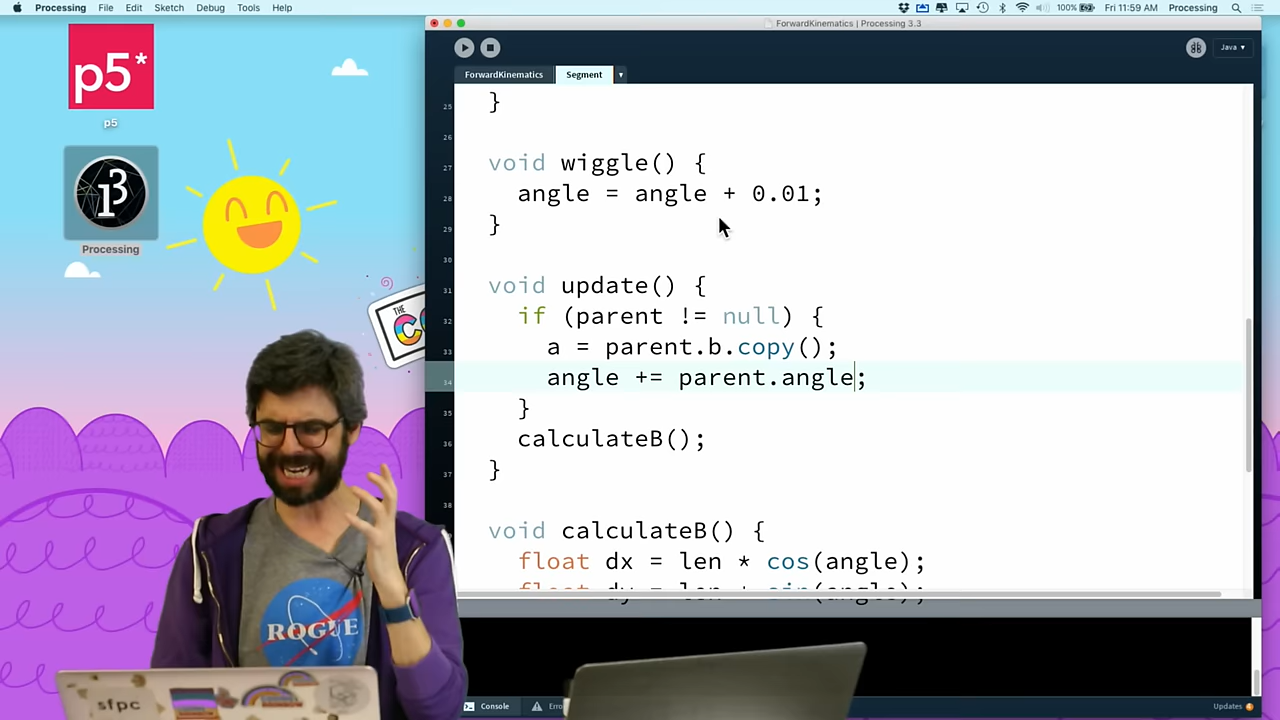 Processing File Edit Sketch Debug Tools Help
100% Fri 11:59 AM Processing
ForwardKinematics | Processing 3.3
p5*
p5
Java ▾
ForwardKinematics Segment ▾
Processing
THE
25 }
26
27 void wiggle() {
28 angle = angle + 0.01;
29 }
30
31 void update() {
32 if (parent != null) {
33 a = parent.b.copy();
34 angle += parent.angle;
35 }
36 calculateB();
37 }
38
void calculateB() {
float dx = len * cos(angle);
ROGUE
sfpc
Console
Updates